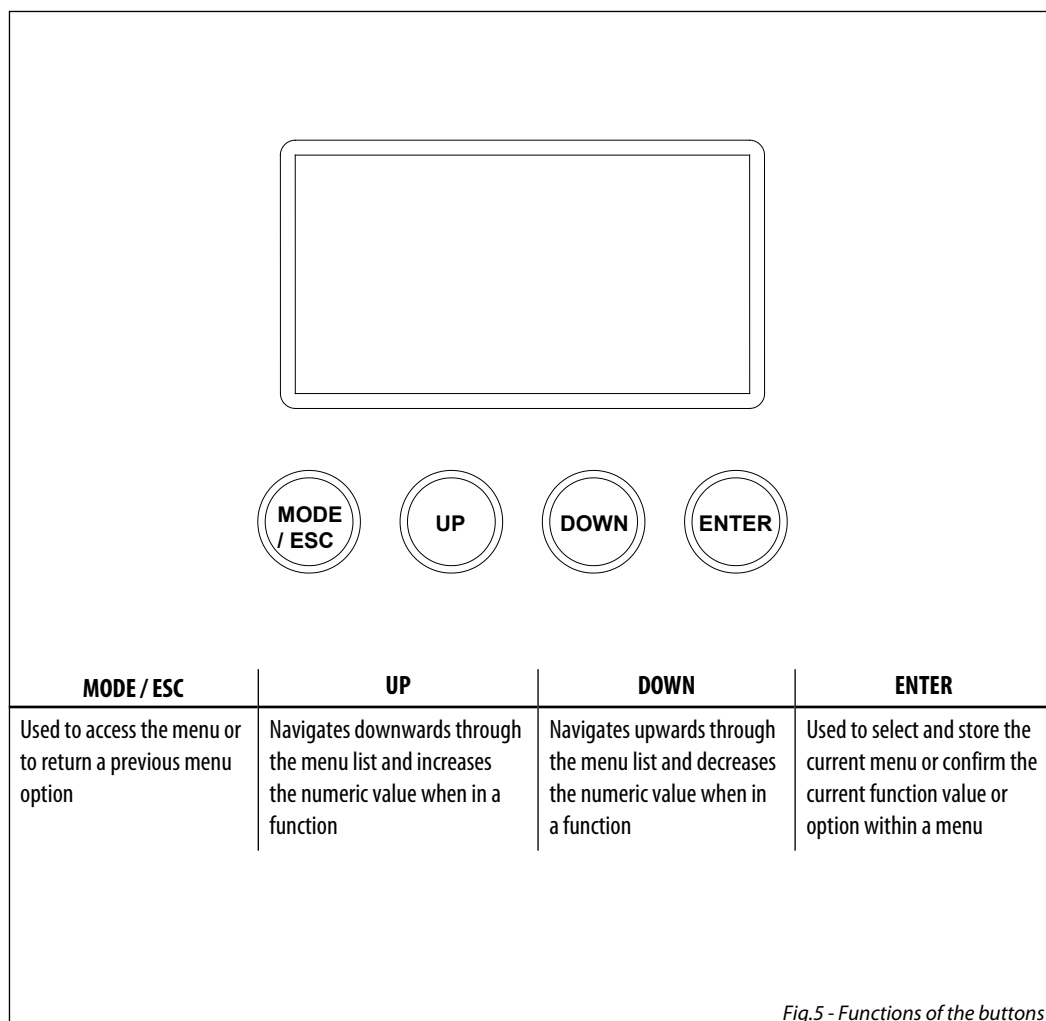 MODE
/ ESC
UP
DOWN
ENTER
MODE / ESC
UP
DOWN
ENTER
Used to access the menu or
to return a previous menu
option
Navigates downwards through
the menu list and increases
the numeric value when in a
function
Navigates upwards through
the menu list and decreases
the numeric value when in
a function
Used to select and store the
current menu or confirm the
current function value or
option within a menu
Fig.5 - Functions of the buttons